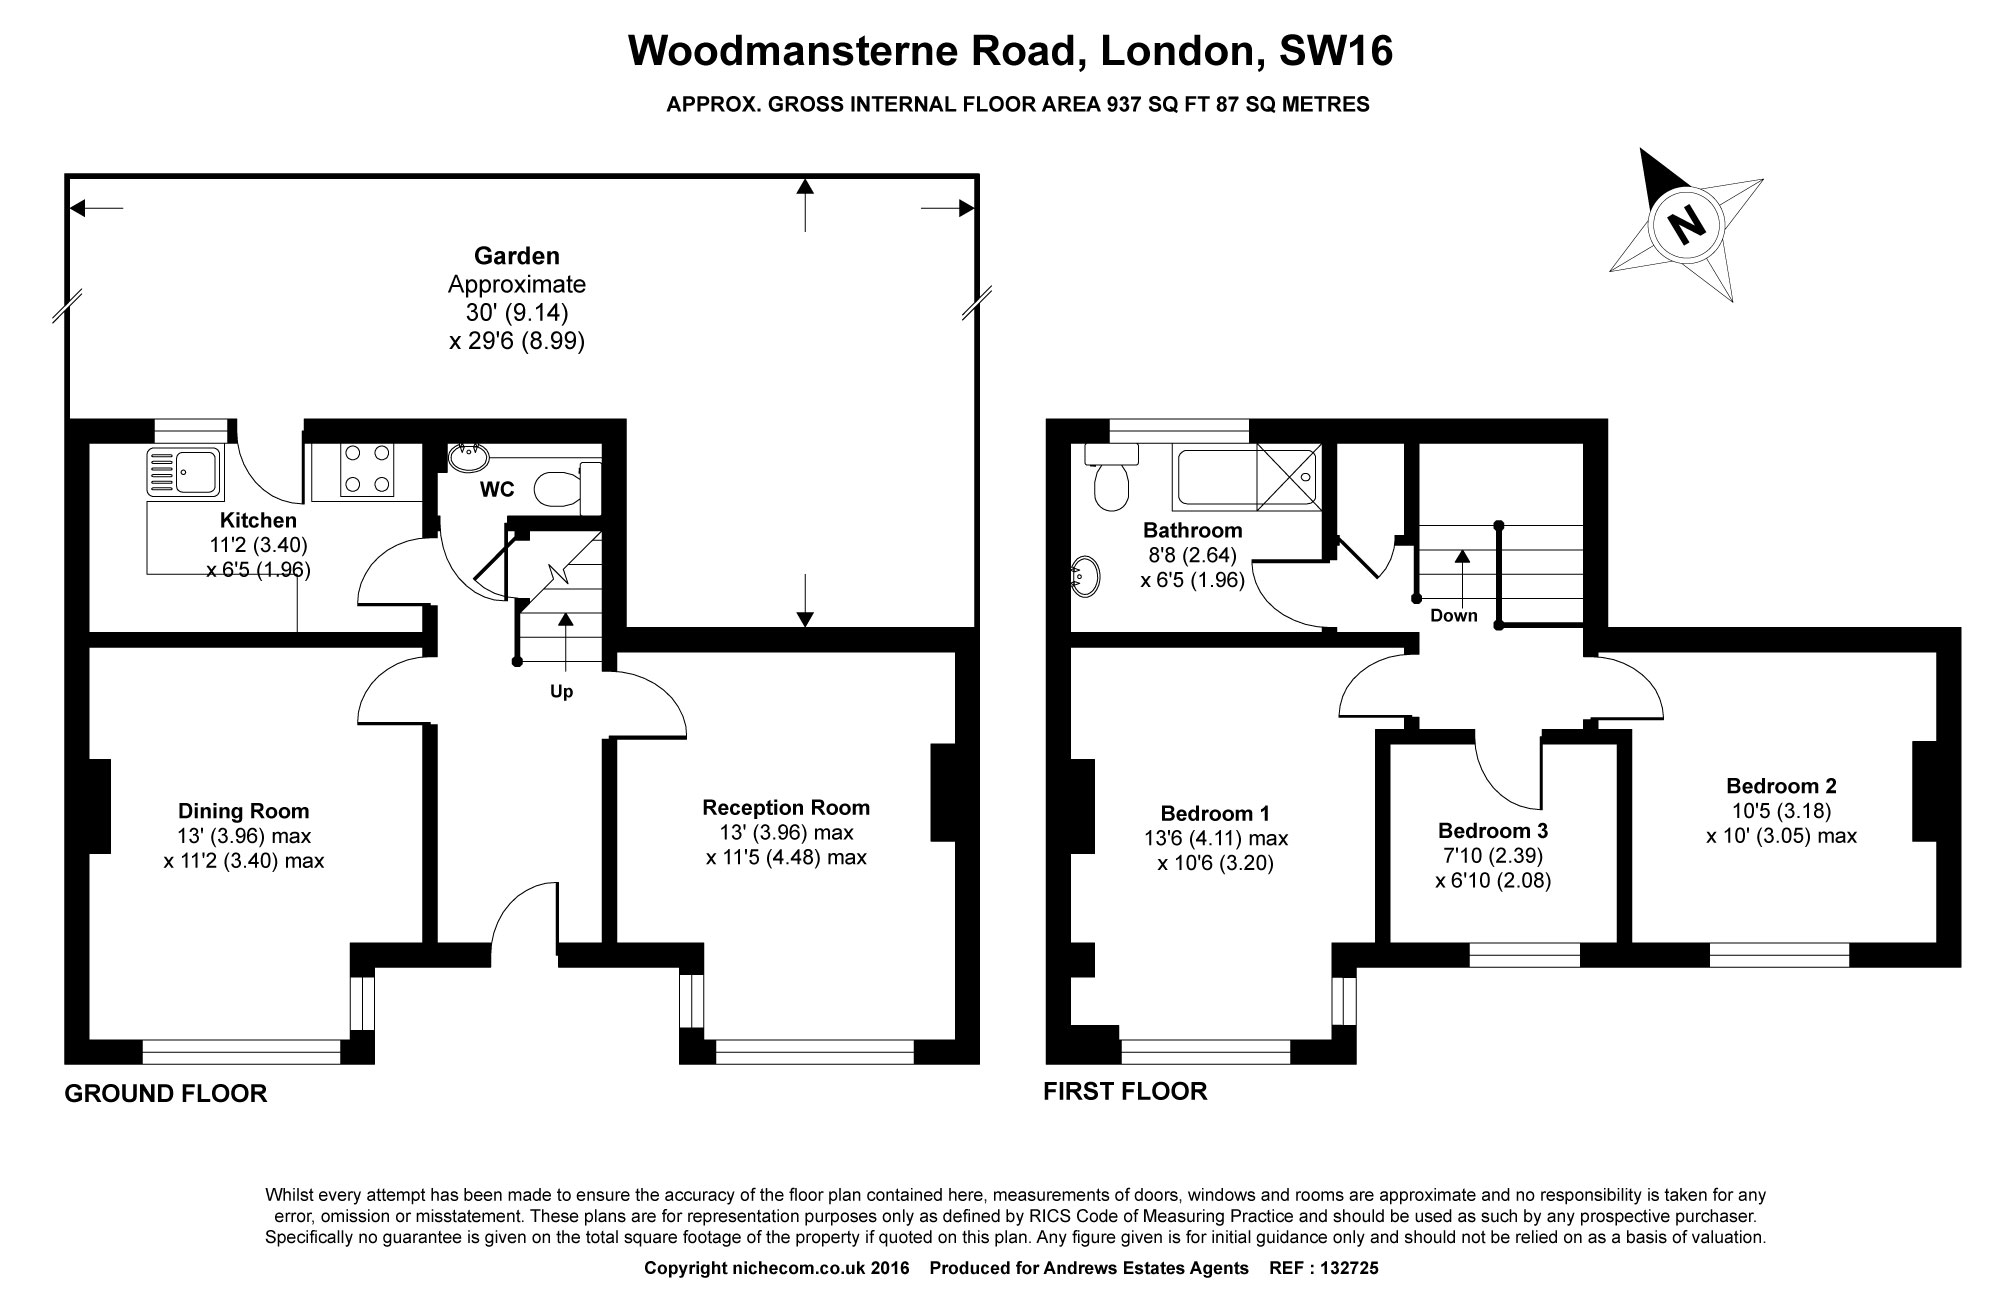 Woodmansterne Road, London, SW16
APPROX. GROSS INTERNAL FLOOR AREA 937 SQ FT 87 SQ METRES
N
Garden
Approximate
30' (9.14)
x 29'6 (8.99)
WC
Kitchen
11'2 (3.40)
x 6'5 (1.96)
Up
Dining Room
13' (3.96) max
x 11'2 (3.40) max
Reception Room
13' (3.96) max
x 11'5 (4.48) max
GROUND FLOOR
Bathroom
8'8 (2.64)
x 6'5 (1.96)
Down
Bedroom 1
13'6 (4.11) max
x 10'6 (3.20)
Bedroom 3
7'10 (2.39)
x 6'10 (2.08)
Bedroom 2
10'5 (3.18)
x 10' (3.05) max
FIRST FLOOR
Whilst every attempt has been made to ensure the accuracy of the floor plan contained here, measurements of doors, windows and rooms are approximate and no responsibility is taken for any
error, omission or misstatement. These plans are for representation purposes only as defined by RICS Code of Measuring Practice and should be used as such by any prospective purchaser.
Specifically no guarantee is given on the total square footage of the property if quoted on this plan. Any figure given is for initial guidance only and should not be relied on as a basis of valuation.
Copyright nichecom.co.uk 2016 Produced for Andrews Estates Agents REF : 132725